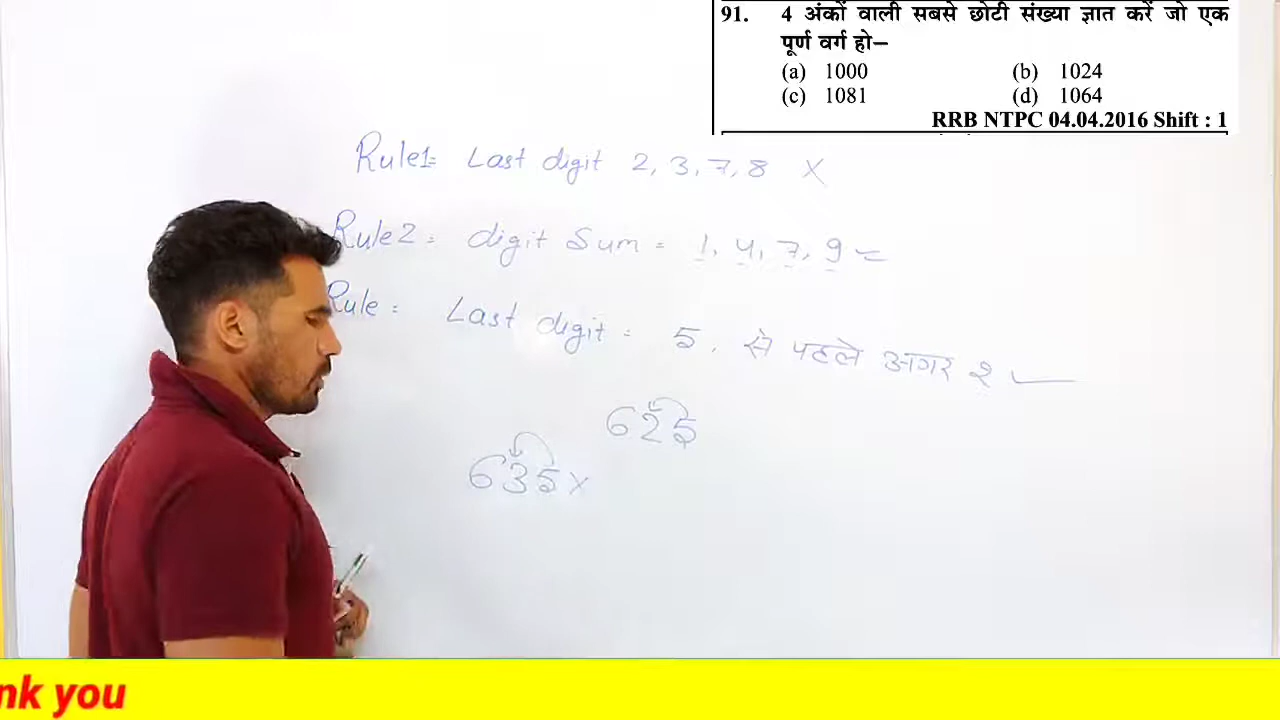 91. 4 अंकों वाली सबसे छोटी संख्या ज्ञात करें जो एक
पूर्ण वर्ग हो–
(a) 1000 (b) 1024
(c) 1081 (d) 1064
RRB NTPC 04.04.2016 Shift : 1
Rule1= Last digit 2, 3, 7, 8 X
Rule2 = digit Sum = 1, 4, 7, 9
Rule = Last digit = 5. से पहले अगर 2 ✓
625
635 X
nk you